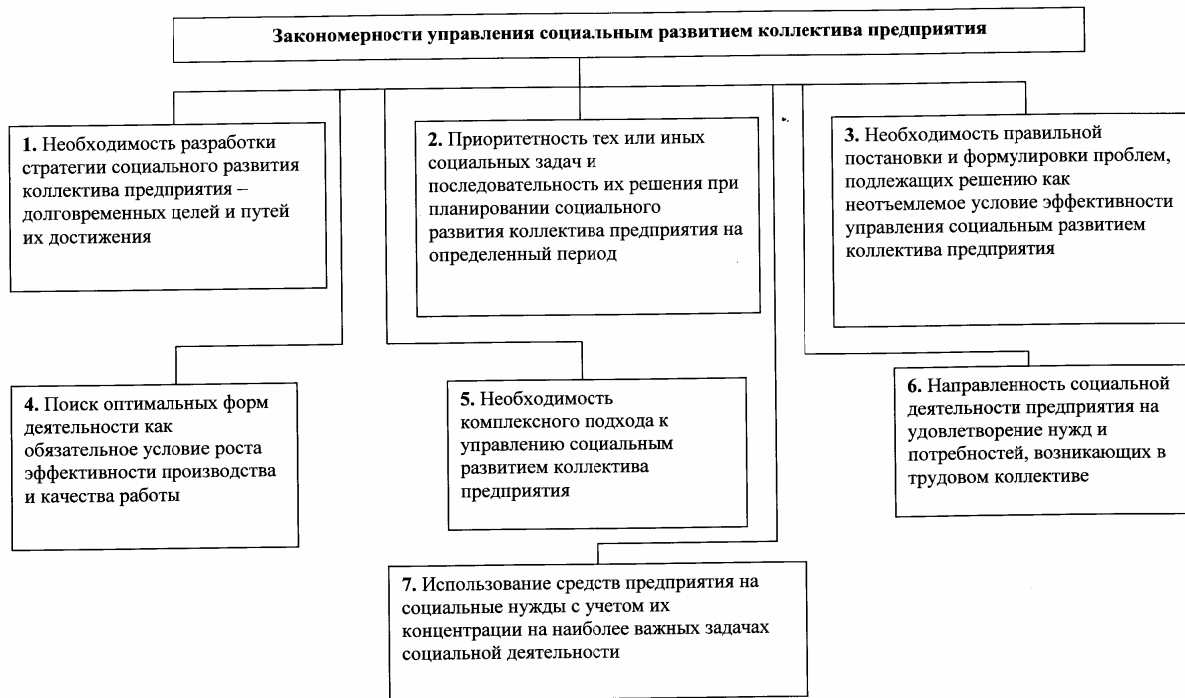 Закономерности управления социальным развитием коллектива предприятия
1. Необходимость разработки
стратегии социального развития
коллектива предприятия –
долговременных целей и путей
их достижения
2. Приоритетность тех или иных
социальных задач и
последовательность их решения при
планировании социального
развития коллектива предприятия на
определенный период
3. Необходимость правильной
постановки и формулировки проблем,
подлежащих решению как
неотъемлемое условие эффективности
управления социальным развитием
коллектива предприятия
4. Поиск оптимальных форм
деятельности как
обязательное условие роста
эффективности производства
и качества работы
5. Необходимость
комплексного подхода к
управлению социальным
развитием коллектива
предприятия
6. Направленность социальной
деятельности предприятия на
удовлетворение нужд и
потребностей, возникающих в
трудовом коллективе
7. Использование средств предприятия на
социальные нужды с учетом их
концентрации на наиболее важных задачах
социальной деятельности